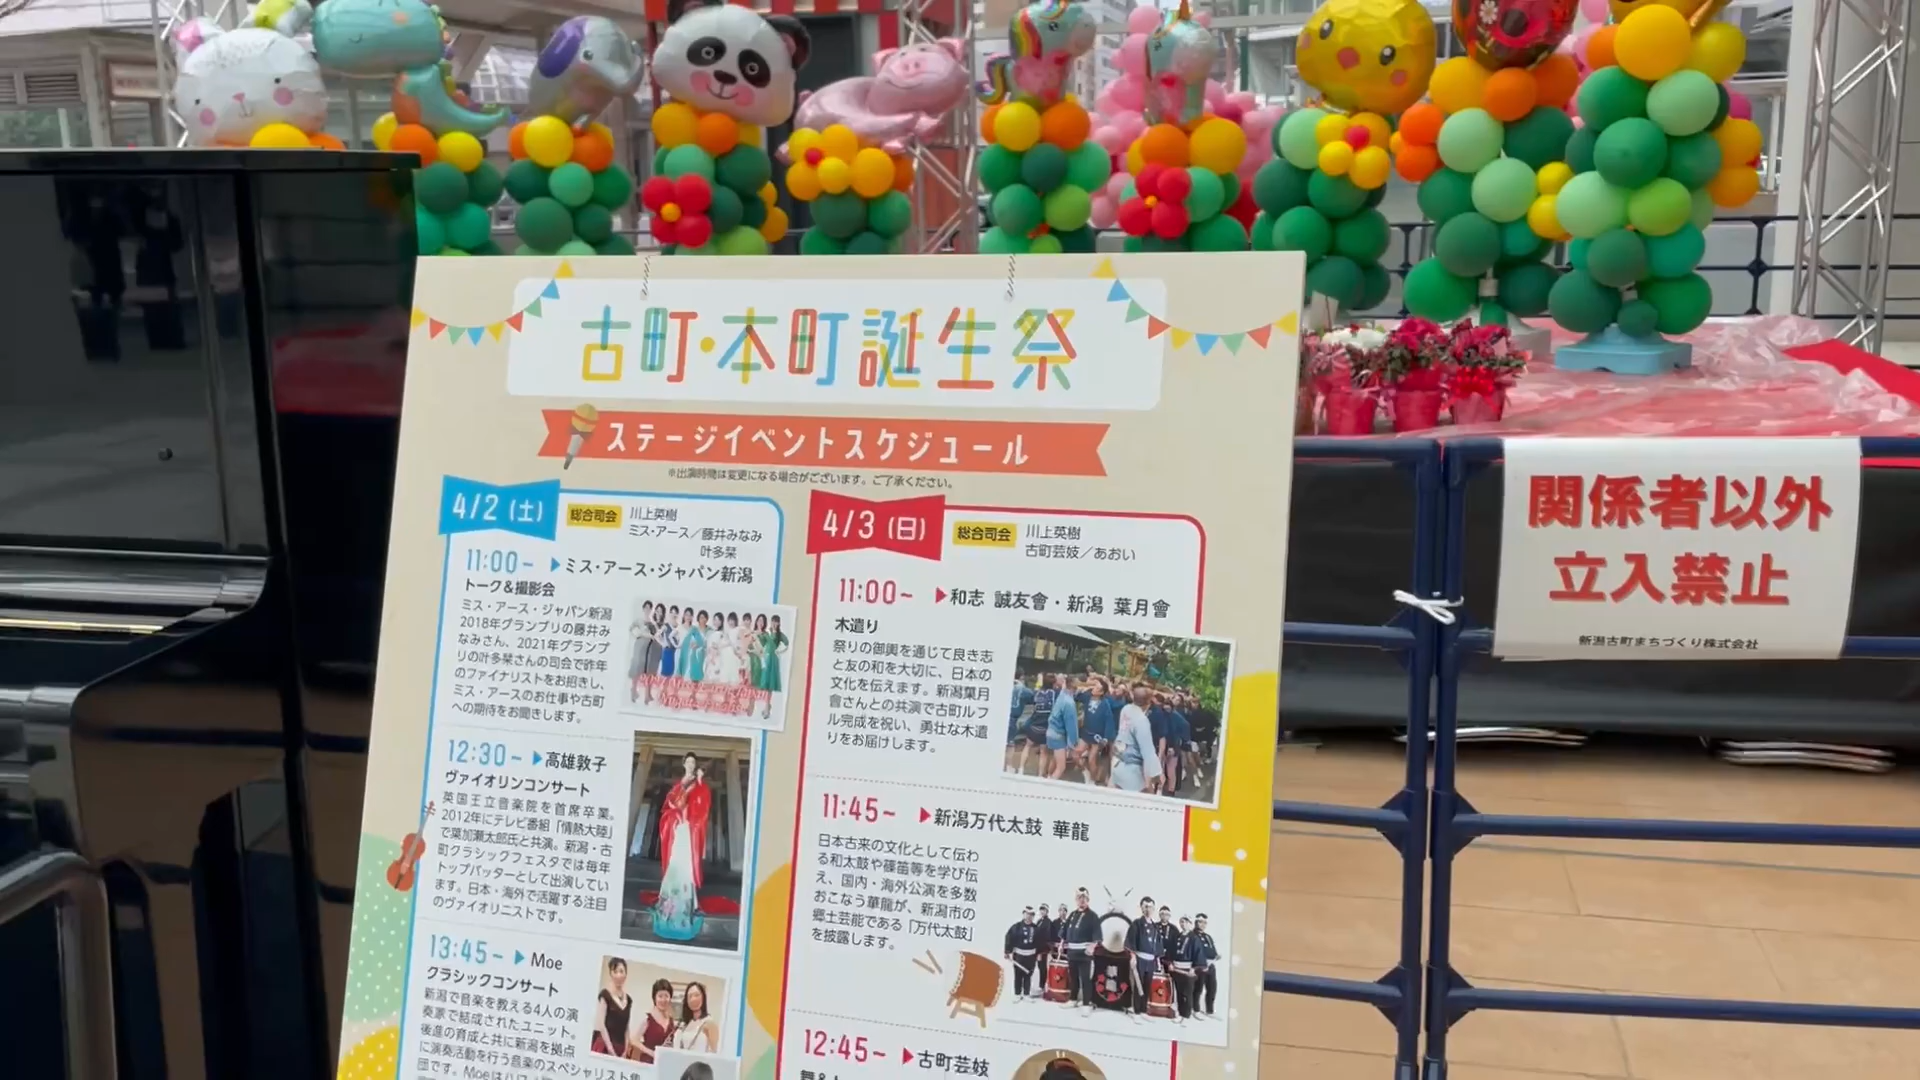 古町・本町誕生祭
ステージイベントスケジュール
※出演時間は変更になる場合がございます。ご了承ください。
4/2(土)
総合司会
川上英樹
ミス・アース/藤井みなみ
叶多栞
11:00~ ▶ミス・アース・ジャパン新潟
トーク&撮影会
ミス・アース・ジャパン新潟
2018年グランプリの藤井み
なみさん、2021年グランプ
リの叶多栞さんの司会で昨年
のファイナリストをお招きし、
ミス・アースのお仕事や古町
への期待をお聞きします。
12:30~ ▶高雄敦子
ヴァイオリンコンサート
英国王立音楽院を首席卒業。
2012年にテレビ番組「情熱大陸」
で葉加瀬太郎氏と共演。新潟・古
町クラシックフェスタでは毎年
トップバッターとして出演してい
ます。日本・海外で活躍する注目
のヴァイオリニストです。
13:45~ ▶Moe
クラシックコンサート
新潟で音楽を教える4人の演
奏家で結成されたユニット。
後進の育成と共に新潟を拠点
に演奏活動を行う音楽のスペシャリスト集
団です。Moeは
4/3(日)
総合司会
川上英樹
古町芸妓/あおい
11:00~ ▶和志 誠友會・新潟 葉月會
木遣り
祭りの御輿を通じて良き志
と友の和を大切に、日本の
文化を伝えます。新潟葉月
會さんとの共演で古町ルフ
ル完成を祝い、勇壮な木遣
りをお届けします。
11:45~ ▶新潟万代太鼓 華龍
日本古来の文化として伝わ
る和太鼓や篠笛等を学び伝
え、国内・海外公演を多数
おこなう華龍が、新潟市の
郷土芸能である「万代太鼓」
を披露します。
12:45~ ▶古町芸妓
関係者以外
立入禁止
新潟古町まちづくり株式会社